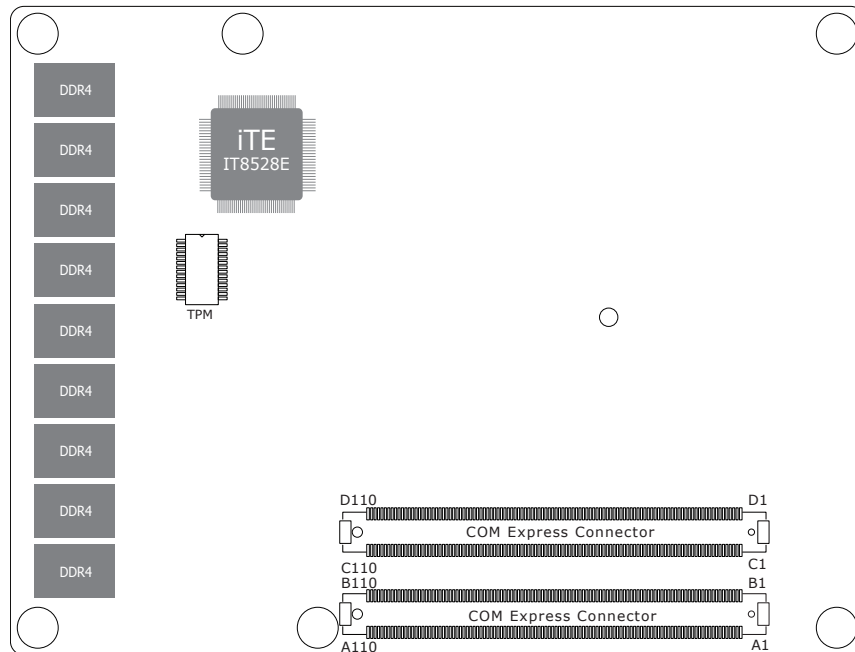 DDR4
DDR4
iTE
IT8528E
DDR4
DDR4
TPM
DDR4
DDR4
DDR4
DDR4
DDR4
D110
D1
COM Express Connector
C110
C1
B110
B1
COM Express Connector
A110
A1